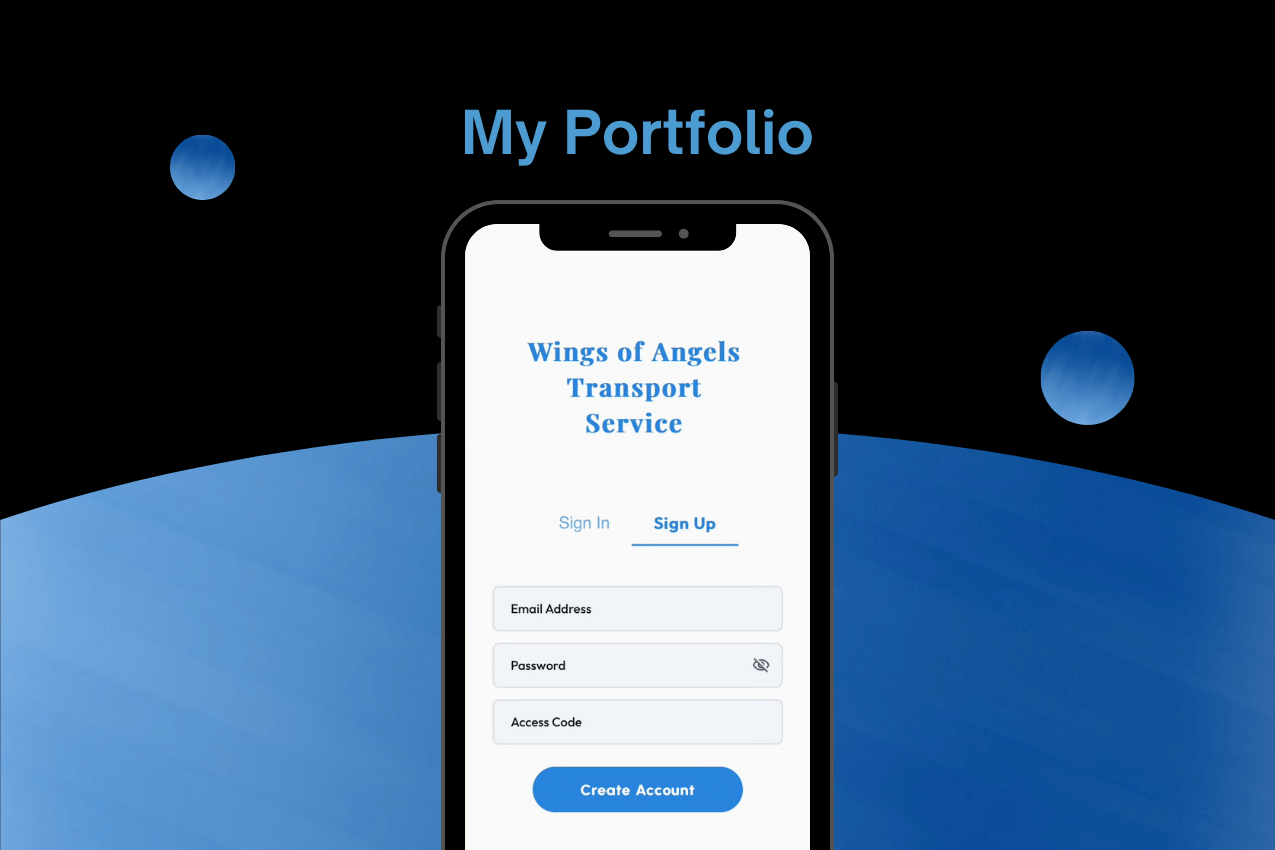 My Portfolio
Wings of Angels
Transport
Service
Sign In Sign Up
Email Address
Password
Access Code
Create Account